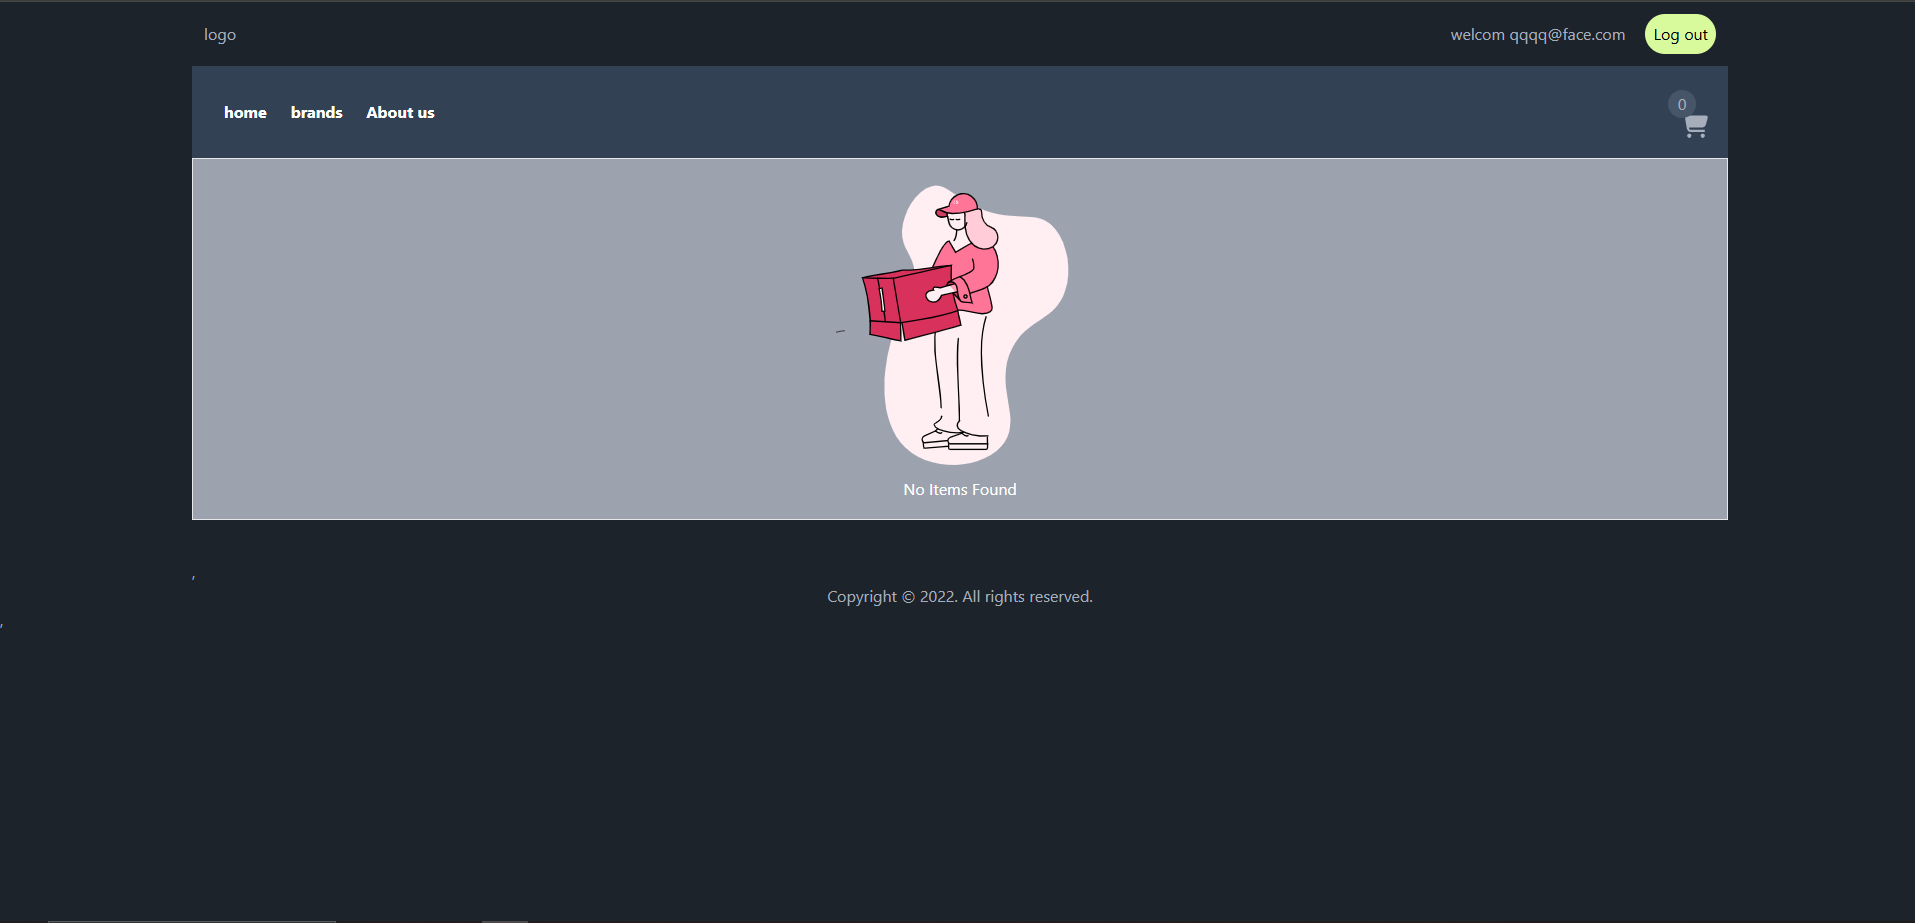 logo
welcom qqqq@face.com
Log out
home
brands
About us
0
No Items Found
,
Copyright © 2022. All rights reserved.
,